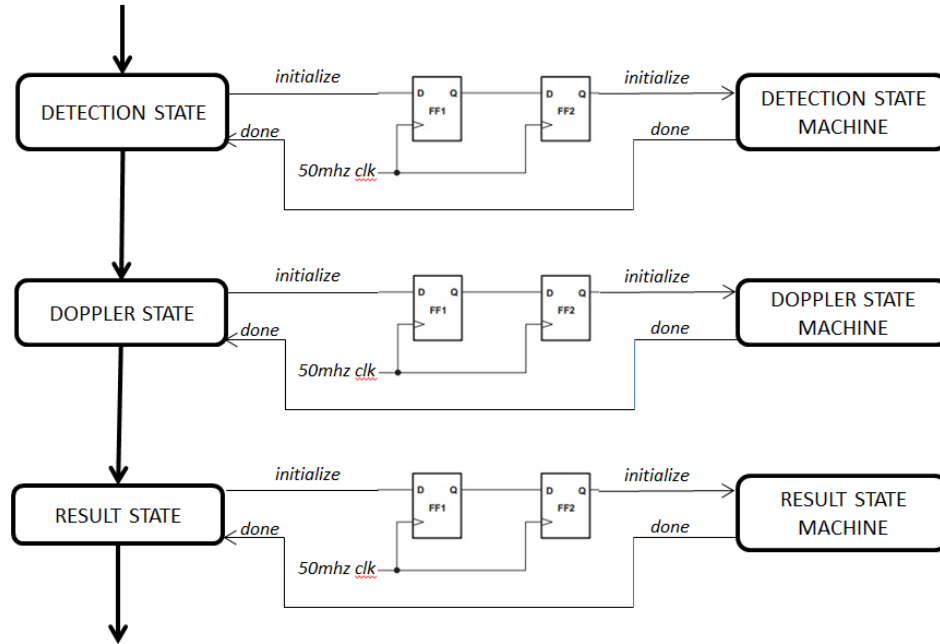 initialize
initialize
D Q
D Q
DETECTION STATE
DETECTION STATE
MACHINE
FF1
FF2
done
done
50mhz clk
initialize
initialize
D Q
D Q
DOPPLER STATE
DOPPLER STATE
MACHINE
FF1
FF2
done
done
50mhz clk
initialize
initialize
D Q
D Q
RESULT STATE
RESULT STATE
MACHINE
FF1
FF2
done
done
50mhz clk